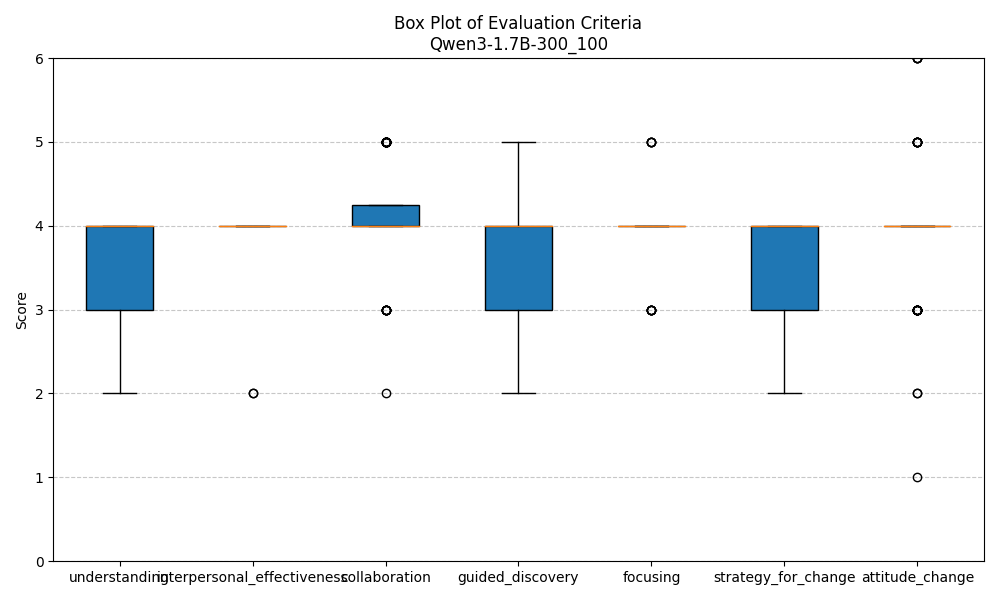 Box Plot of Evaluation Criteria
Qwen3-1.7B-300_100
6
5
4
3
2
1
0
Score
understanding interpersonal_effectiveness collaboration guided_discovery focusing strategy_for_change attitude_change